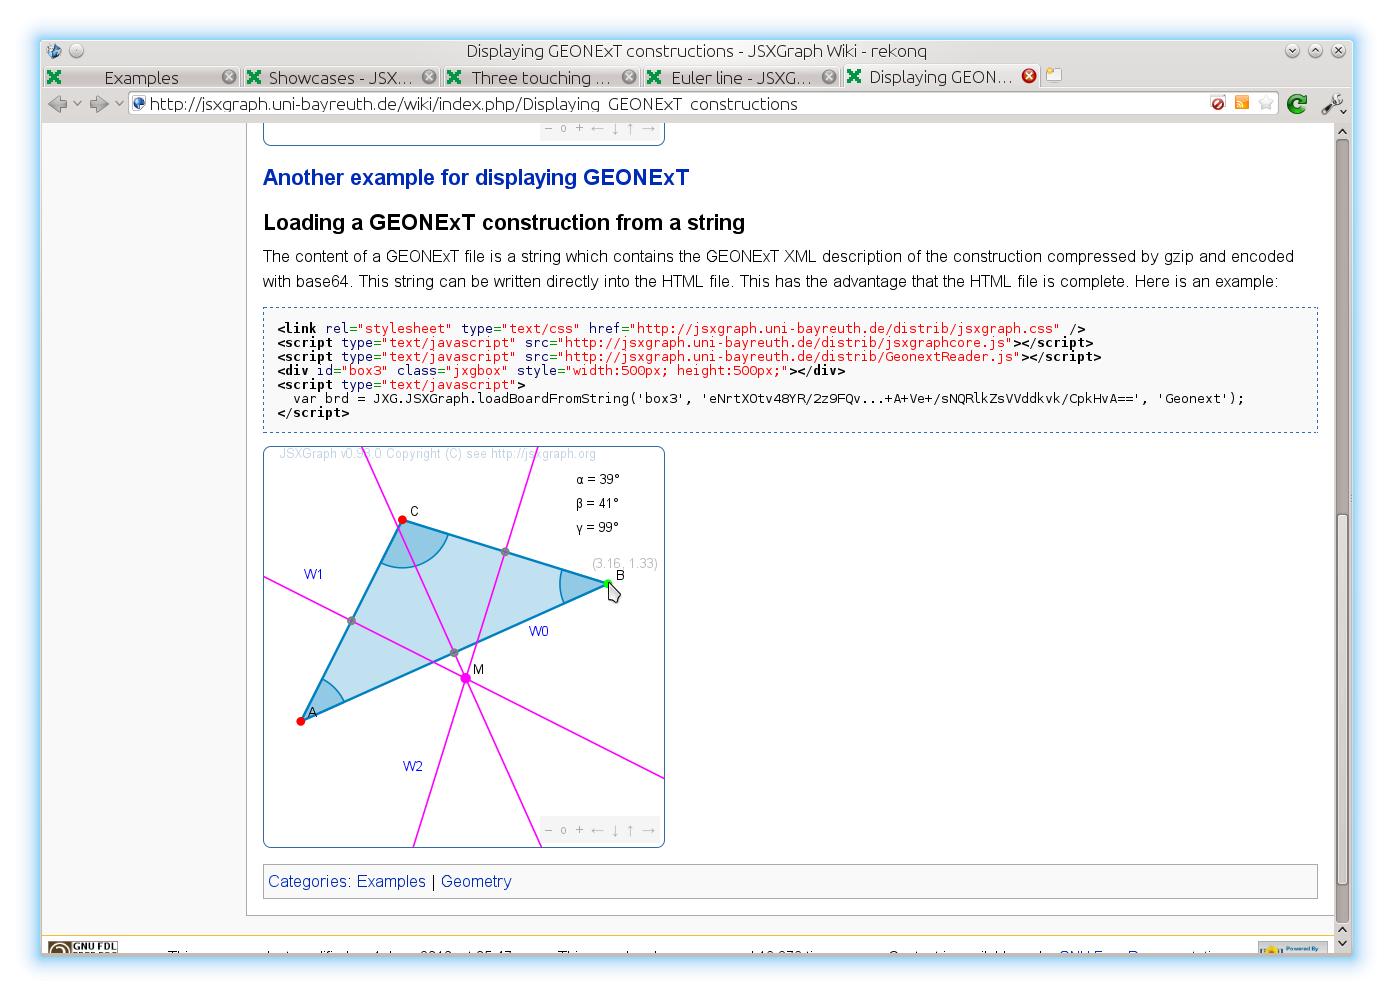 Displaying GEONExT constructions - JSXGraph Wiki - rekonq
Examples
Showcases - JSX...
Three touching ...
Euler line - JSXG...
Displaying GEON...
http://jsxgraph.uni-bayreuth.de/wiki/index.php/Displaying_GEONExT_constructions
− o + ← ↓ ↑ →
Another example for displaying GEONExT
Loading a GEONExT construction from a string
The content of a GEONExT file is a string which contains the GEONExT XML description of the construction compressed by gzip and encoded
with base64. This string can be written directly into the HTML file. This has the advantage that the HTML file is complete. Here is an example:
<link rel="stylesheet" type="text/css" href="http://jsxgraph.uni-bayreuth.de/distrib/jsxgraph.css" />
<script type="text/javascript" src="http://jsxgraph.uni-bayreuth.de/distrib/jsxgraphcore.js"></script>
<script type="text/javascript" src="http://jsxgraph.uni-bayreuth.de/distrib/GeonextReader.js"></script>
<div id="box3" class="jxgbox" style="width:500px; height:500px;"></div>
<script type="text/javascript">
  var brd = JXG.JSXGraph.loadBoardFromString('box3', 'eNrtXOtv48YR/2z9FQv...+A+Ve+/sNQRlkZsVVddkvk/CpkHvA==', 'Geonext');
</script>
JSXGraph Copyright (C) see http://jsxgraph.org
α = 39°
β = 41°
γ = 99°
C
(3.16, 1.33)
B
W1
W0
M
A
W2
− o + ← ↓ ↑ →
Categories: Examples | Geometry
GNU FDL
Powered By